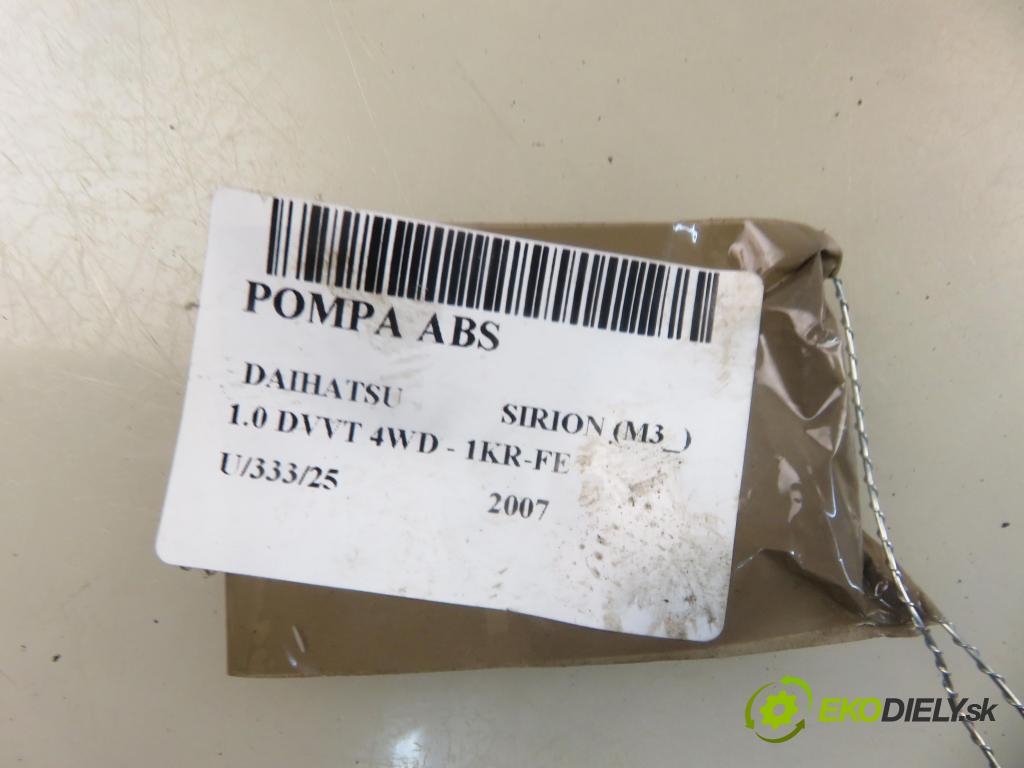 POMPA ABS
DAIHATSU SIRION (M3_)
1.0 DVVT 4WD - 1KR-FE
U/333/25 2007
EKODIELY.sk